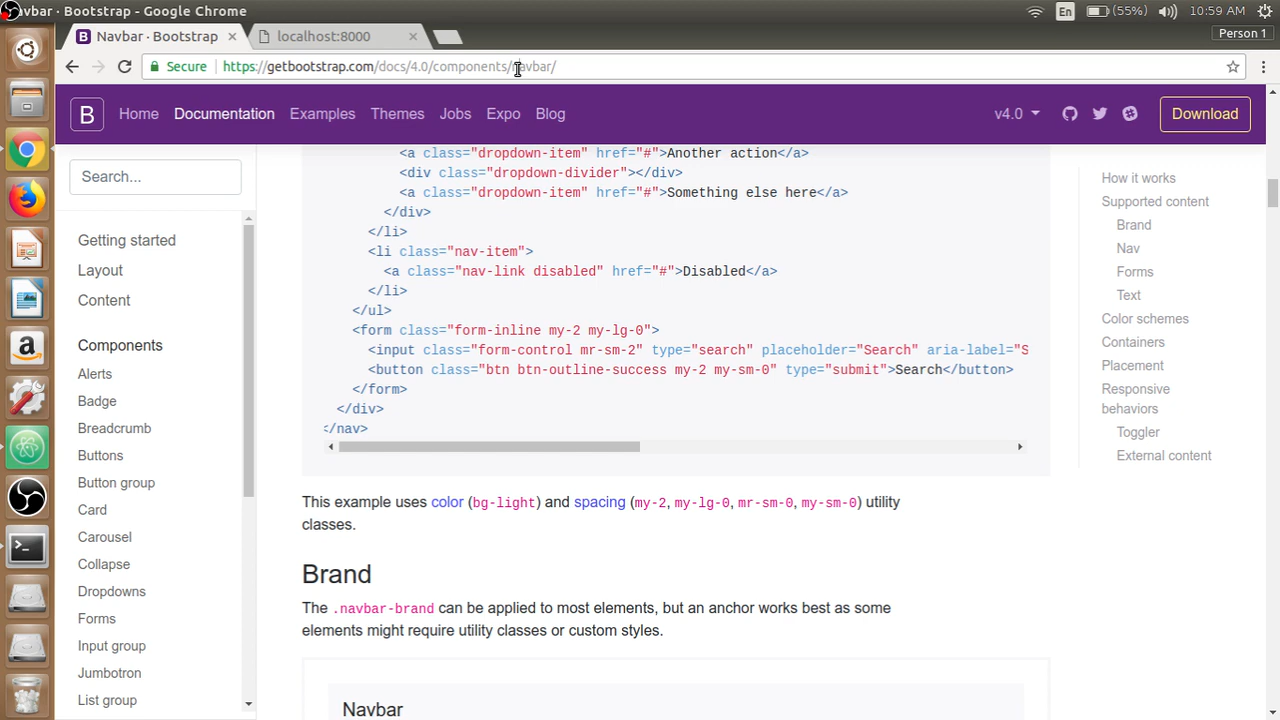 Navbar · Bootstrap - Google Chrome
En
(55%)
10:59 AM
Navbar · Bootstrap
localhost:8000
Person 1
Secure
https://getbootstrap.com/docs/4.0/components/navbar/
B
Home
Documentation
Examples
Themes
Jobs
Expo
Blog
v4.0
Download
Search...
Getting started
Layout
Content
Components
Alerts
Badge
Breadcrumb
Buttons
Button group
Card
Carousel
Collapse
Dropdowns
Forms
Input group
Jumbotron
List group
<a class="dropdown-item" href="#">Another action</a>
<div class="dropdown-divider"></div>
<a class="dropdown-item" href="#">Something else here</a>
</div>
</li>
<li class="nav-item">
<a class="nav-link disabled" href="#">Disabled</a>
</li>
</ul>
<form class="form-inline my-2 my-lg-0">
<input class="form-control mr-sm-2" type="search" placeholder="Search" aria-label="S
<button class="btn btn-outline-success my-2 my-sm-0" type="submit">Search</button>
</form>
</div>
</nav>
This example uses color (bg-light) and spacing (my-2, my-lg-0, mr-sm-0, my-sm-0) utility
classes.
Brand
The .navbar-brand can be applied to most elements, but an anchor works best as some
elements might require utility classes or custom styles.
Navbar
How it works
Supported content
Brand
Nav
Forms
Text
Color schemes
Containers
Placement
Responsive
behaviors
Toggler
External content